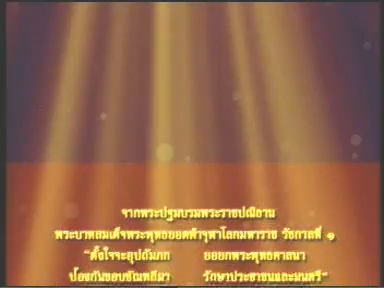 จากพระปฐมบรมพระราชปณิธาน
พระบาทสมเด็จพระพุทธยอดฟ้าจุฬาโลกมหาราช รัชกาลที่ ๑
"ตั้งใจจะอุปถัมภก ยอยกพระพุทธศาสนา
ป้องกันขอบขัณฑสีมา รักษาประชาชนและมนตรี"